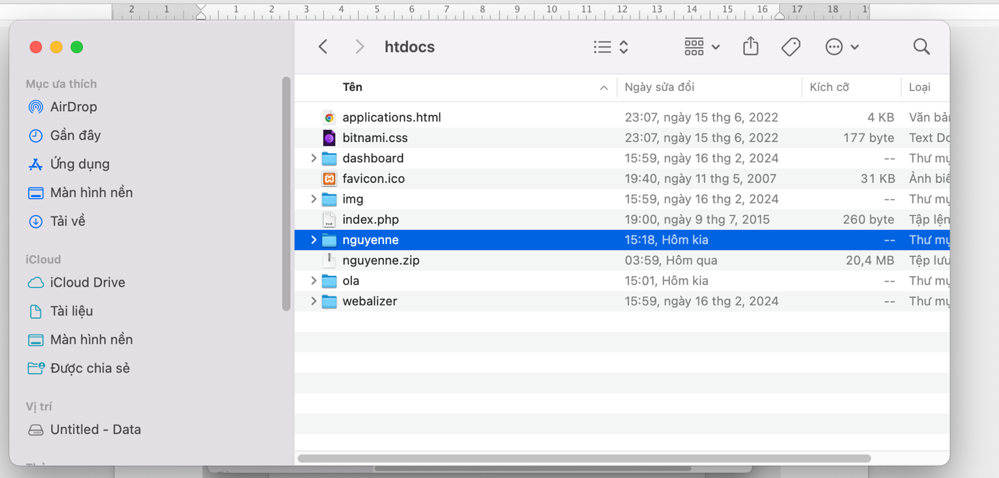 2 1 1 2 3 4 5 6 7 8 9 10 11 12 13 14 15 16 17 18
htdocs
Mục ưa thích
AirDrop
Gần đây
Ứng dụng
Màn hình nền
Tải về
iCloud
iCloud Drive
Tài liệu
Màn hình nền
Được chia sẻ
Vị trí
Untitled - Data
Tên Ngày sửa đổi Kích cỡ Loại
applications.html 23:07, ngày 15 thg 6, 2022 4 KB Văn bản
bitnami.css 23:07, ngày 15 thg 6, 2022 177 byte Text Do
dashboard 15:59, ngày 16 thg 2, 2024 -- Thư mụ
favicon.ico 19:40, ngày 11 thg 5, 2007 31 KB Ảnh biể
img 15:59, ngày 16 thg 2, 2024 -- Thư mụ
PHP index.php 19:00, ngày 9 thg 7, 2015 260 byte Tập lện
nguyenne 15:18, Hôm kia -- Thư mụ
nguyenne.zip 03:59, Hôm qua 20,4 MB Tệp lưu
ola 15:01, Hôm kia -- Thư mụ
webalizer 15:59, ngày 16 thg 2, 2024 -- Thư mụ